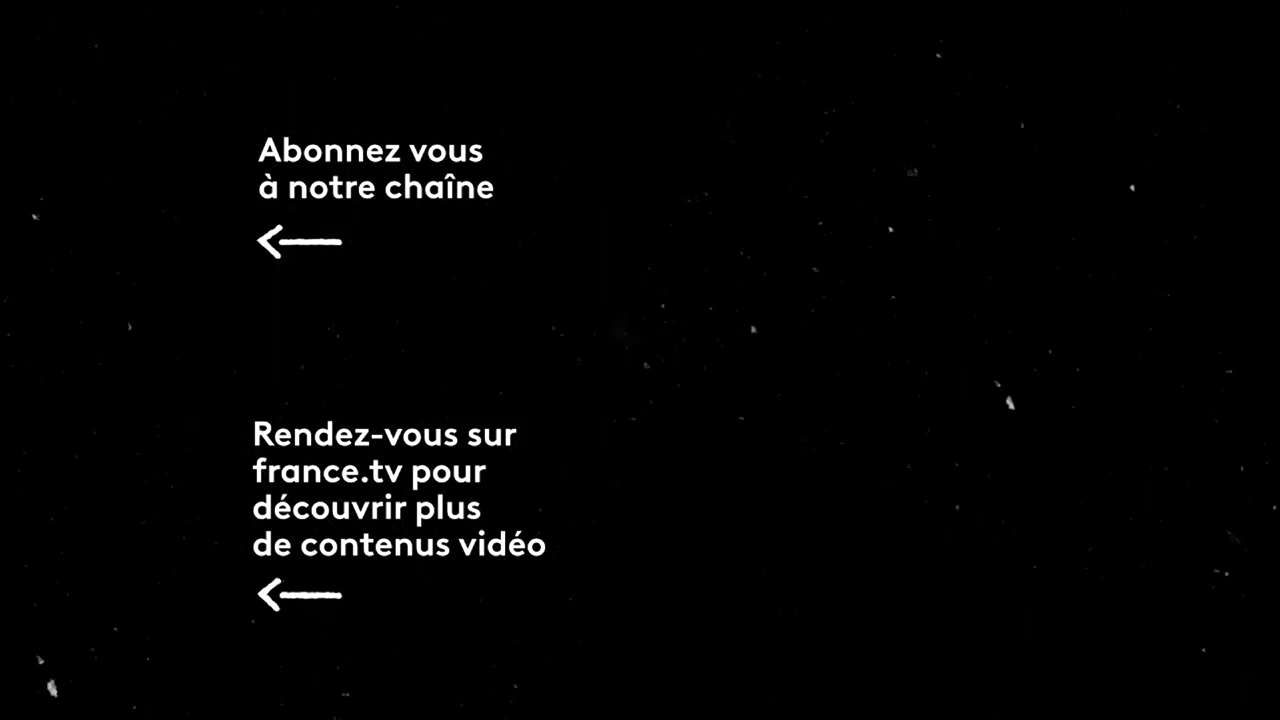 Abonnez vous
à notre chaîne
Rendez-vous sur
france.tv pour
découvrir plus
de contenus vidéo